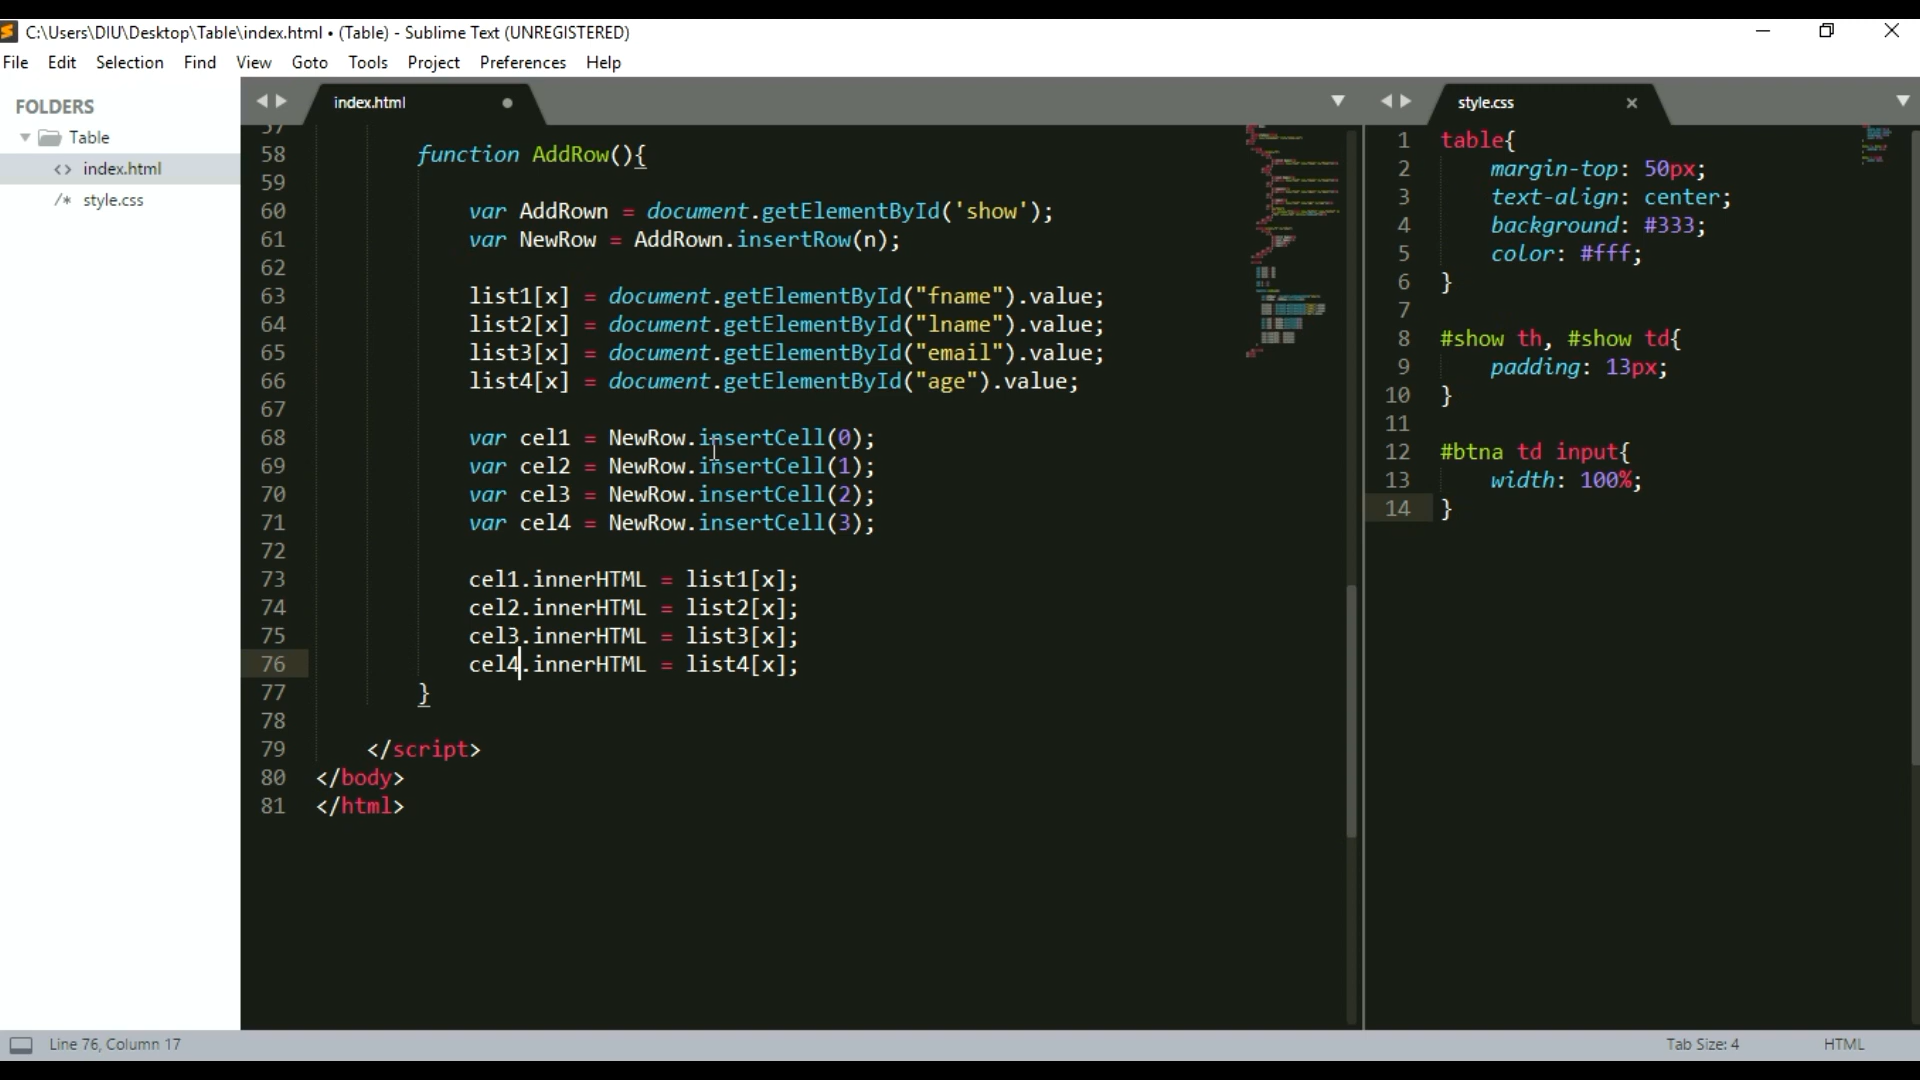 C:\Users\DIU\Desktop\Table\index.html • (Table) - Sublime Text (UNREGISTERED)
File Edit Selection Find View Goto Tools Project Preferences Help
FOLDERS
Table
<> index.html
/* style.css
index.html
57
58 function AddRow(){
59
60 var AddRown = document.getElementById('show');
61 var NewRow = AddRown.insertRow(n);
62
63 list1[x] = document.getElementById("fname").value;
64 list2[x] = document.getElementById("lname").value;
65 list3[x] = document.getElementById("email").value;
66 list4[x] = document.getElementById("age").value;
67
68 var cel1 = NewRow.insertCell(0);
69 var cel2 = NewRow.insertCell(1);
70 var cel3 = NewRow.insertCell(2);
71 var cel4 = NewRow.insertCell(3);
72
73 cel1.innerHTML = list1[x];
74 cel2.innerHTML = list2[x];
75 cel3.innerHTML = list3[x];
76 cel4.innerHTML = list4[x];
77 }
78
79 </script>
80 </body>
81 </html>
style.css
1 table{
2 margin-top: 50px;
3 text-align: center;
4 background: #333;
5 color: #fff;
6 }
7
8 #show th, #show td{
9 padding: 13px;
10 }
11
12 #btna td input{
13 width: 100%;
14 }
Line 76, Column 17
Tab Size: 4
HTML